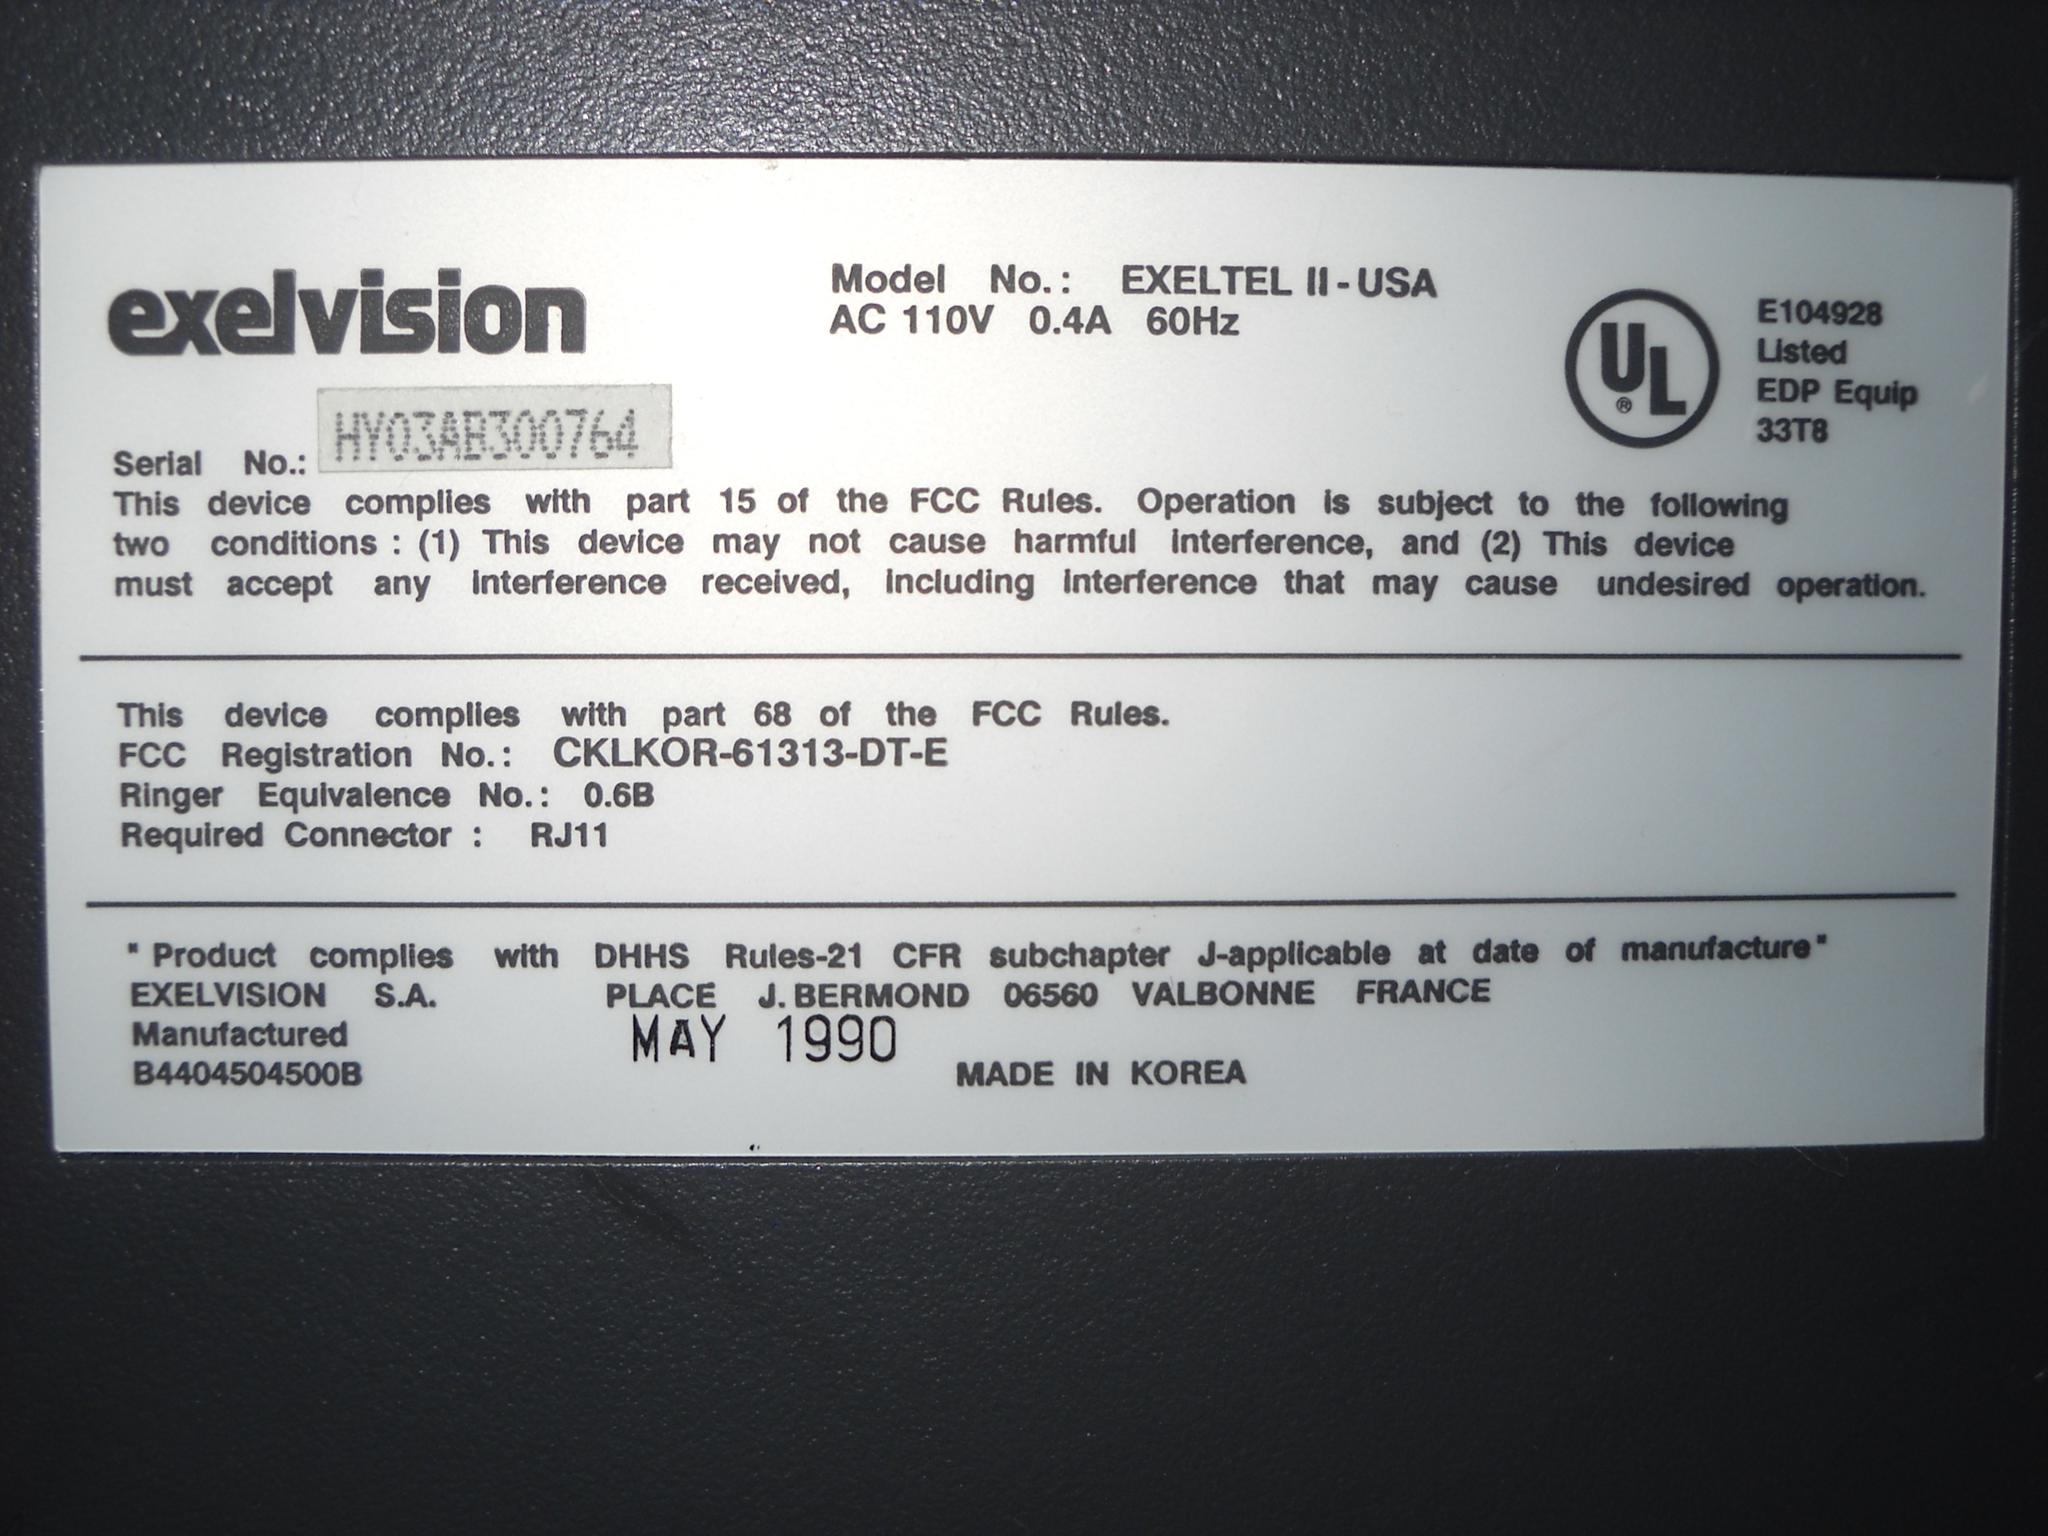 exelvision
Model No.: EXELTEL II-USA
AC 110V 0.4A 60Hz
UL ®
E104928
Listed
EDP Equip
33T8
Serial No.: HY03AB300764
This device complies with part 15 of the FCC Rules. Operation is subject to the following
two conditions : (1) This device may not cause harmful interference, and (2) This device
must accept any interference received, including interference that may cause undesired operation.
This device complies with part 68 of the FCC Rules.
FCC Registration No.: CKLKOR-61313-DT-E
Ringer Equivalence No.: 0.6B
Required Connector : RJ11
"Product complies with DHHS Rules-21 CFR subchapter J-applicable at date of manufacture"
EXELVISION S.A. PLACE J.BERMOND 06560 VALBONNE FRANCE
Manufactured MAY 1990
B4404504500B MADE IN KOREA